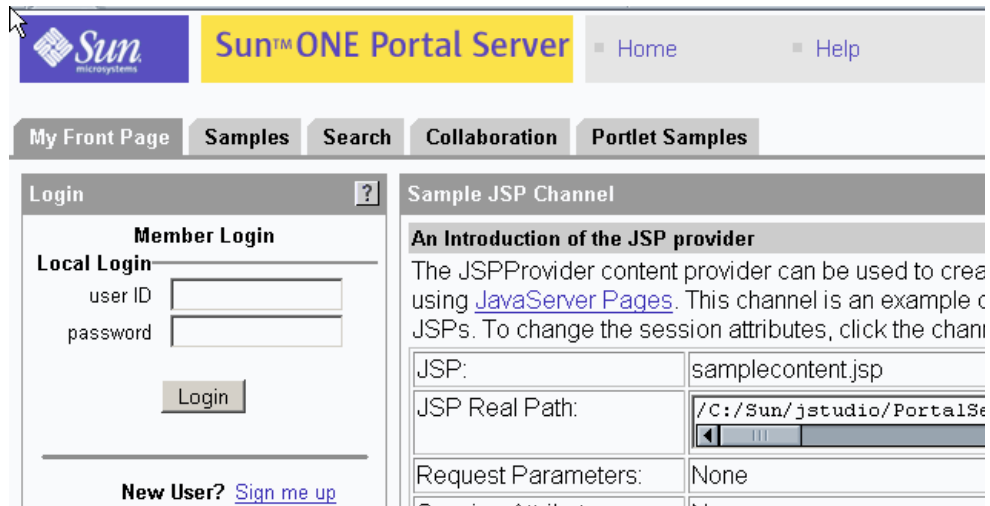 Sun microsystems
Sun™ONE Portal Server
Home
Help
My Front Page
Samples
Search
Collaboration
Portlet Samples
Login
?
Member Login
Local Login
user ID
password
Login
New User? Sign me up
Sample JSP Channel
An Introduction of the JSP provider
The JSPProvider content provider can be used to crea
using JavaServer Pages. This channel is an example
JSPs. To change the session attributes, click the chan
JSP: samplecontent.jsp
JSP Real Path: /C:/Sun/jstudio/PortalSe
Request Parameters: None